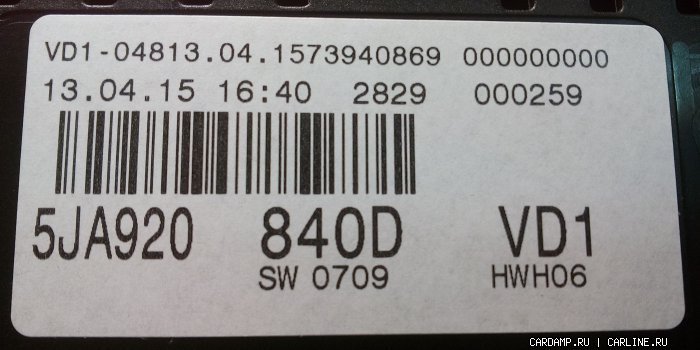 VD1-04813.04.1573940869 000000000
13.04.15 16:40 2829 000259
5JA920 840D VD1
SW 0709 HWH06
CARDAMP.RU | CARLINE.RU